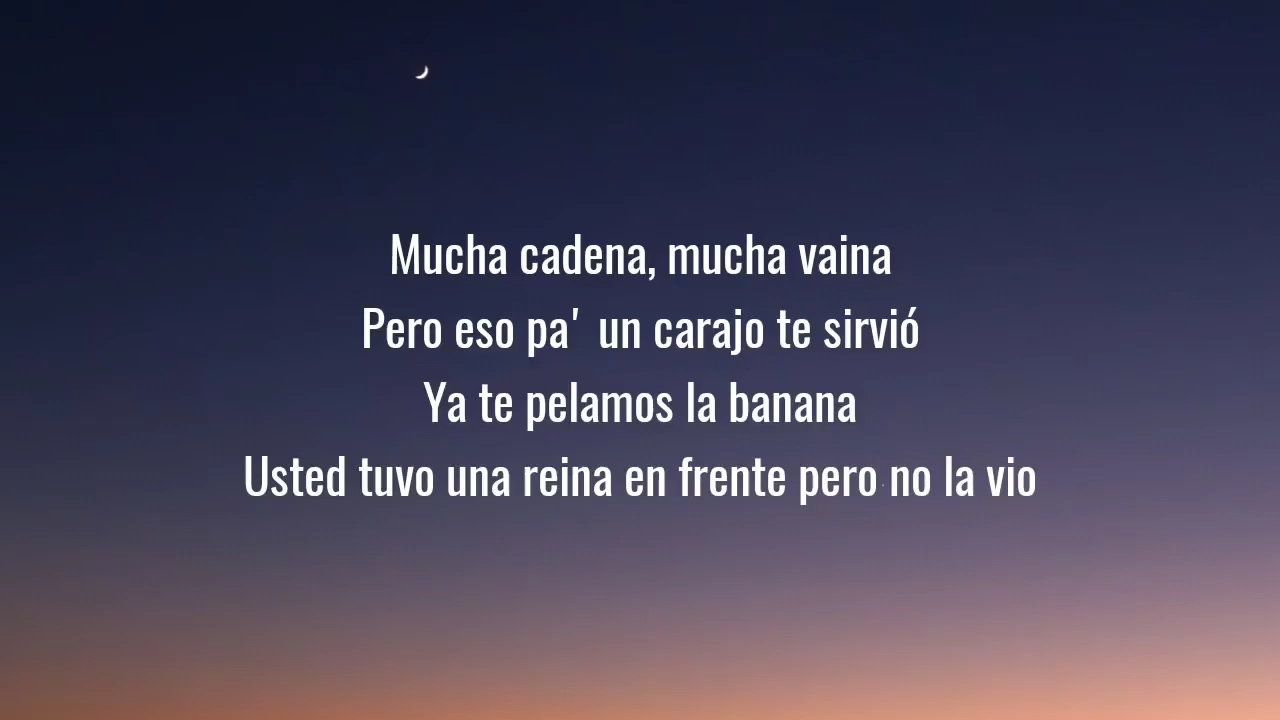 Mucha cadena, mucha vaina
Pero eso pa' un carajo te sirvió
Ya te pelamos la banana
Usted tuvo una reina en frente pero no la vio